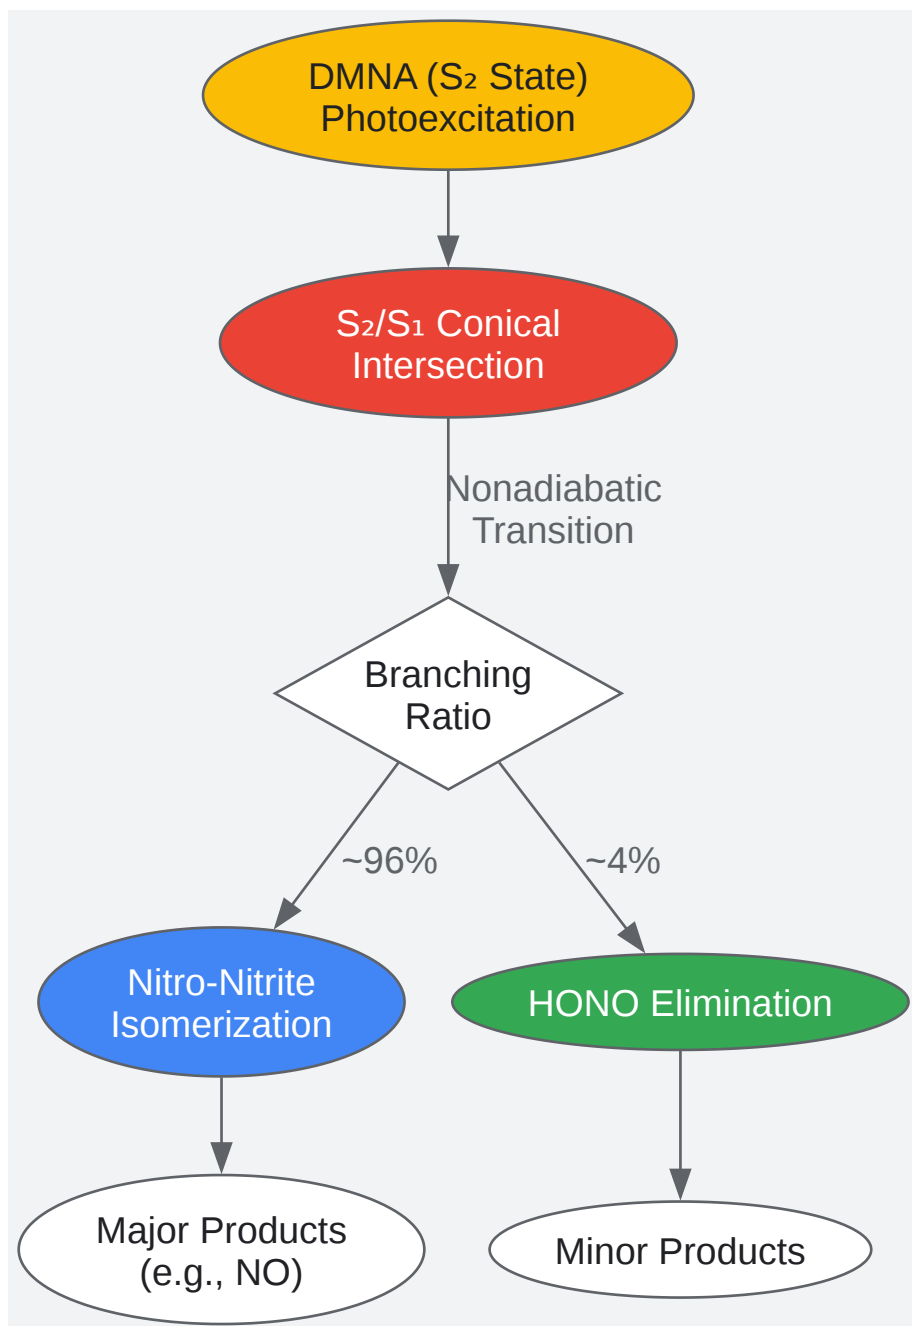 DMNA (S₂ State)
Photoexcitation
S₂/S₁ Conical
Intersection
Nonadiabatic
Transition
Branching
Ratio
~96%
~4%
Nitro-Nitrite
Isomerization
HONO Elimination
Major Products
(e.g., NO)
Minor Products